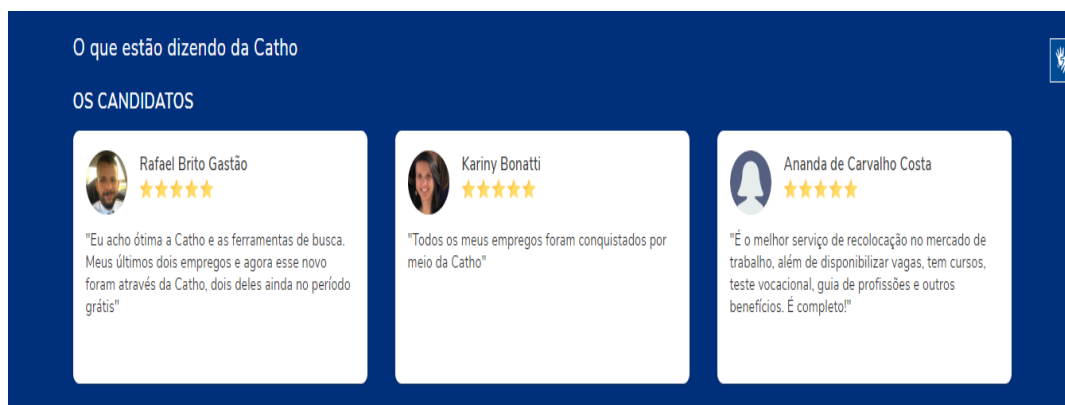 O que estão dizendo da Catho
OS CANDIDATOS
Rafael Brito Gastão
"Eu acho ótima a Catho e as ferramentas de busca.
Meus últimos dois empregos e agora esse novo
foram através da Catho, dois deles ainda no período
grátis"
Kariny Bonatti
"Todos os meus empregos foram conquistados por
meio da Catho"
Ananda de Carvalho Costa
"É o melhor serviço de recolocação no mercado de
trabalho, além de disponibilizar vagas, tem cursos,
teste vocacional, guia de profissões e outros
benefícios. É completo!"